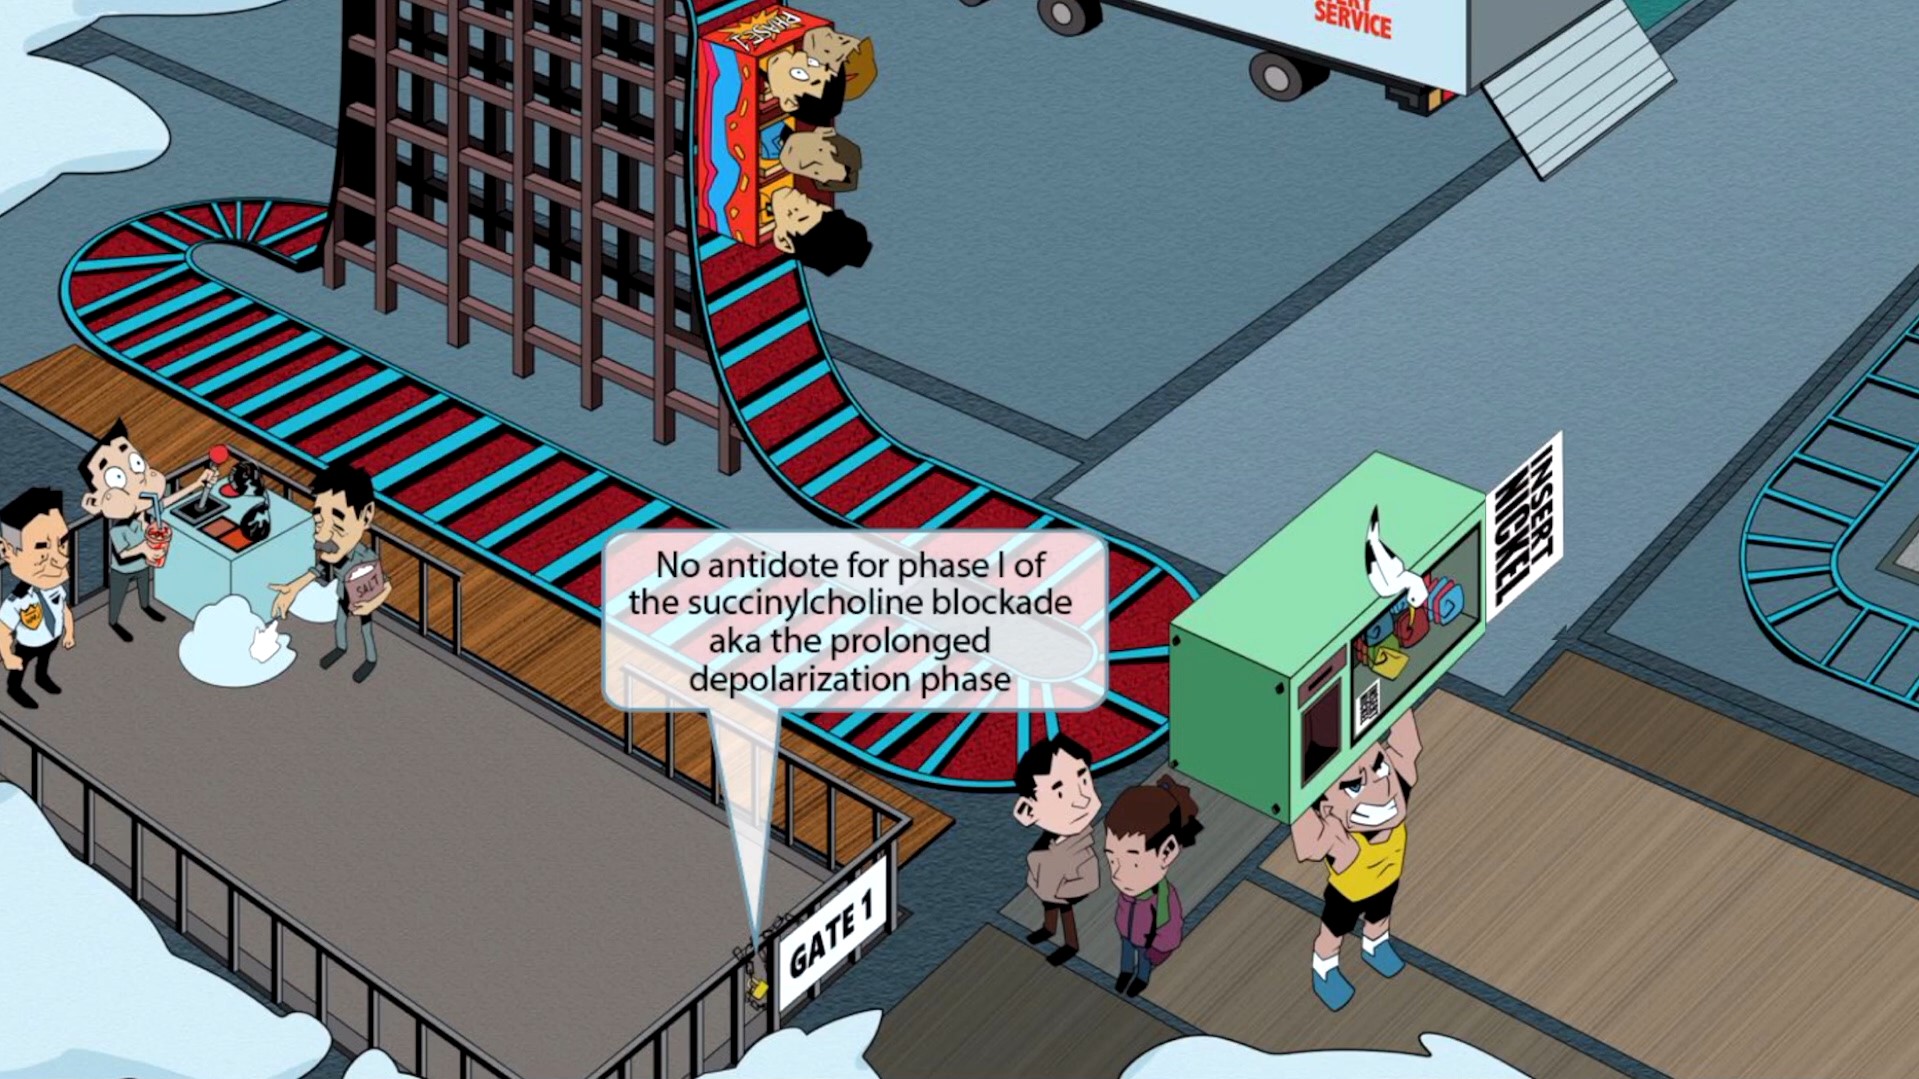 SERVICE
PHASE 1
INSERT
NICKEL
SALT
No antidote for phase I of
the succinylcholine blockade
aka the prolonged
depolarization phase
GATE 1